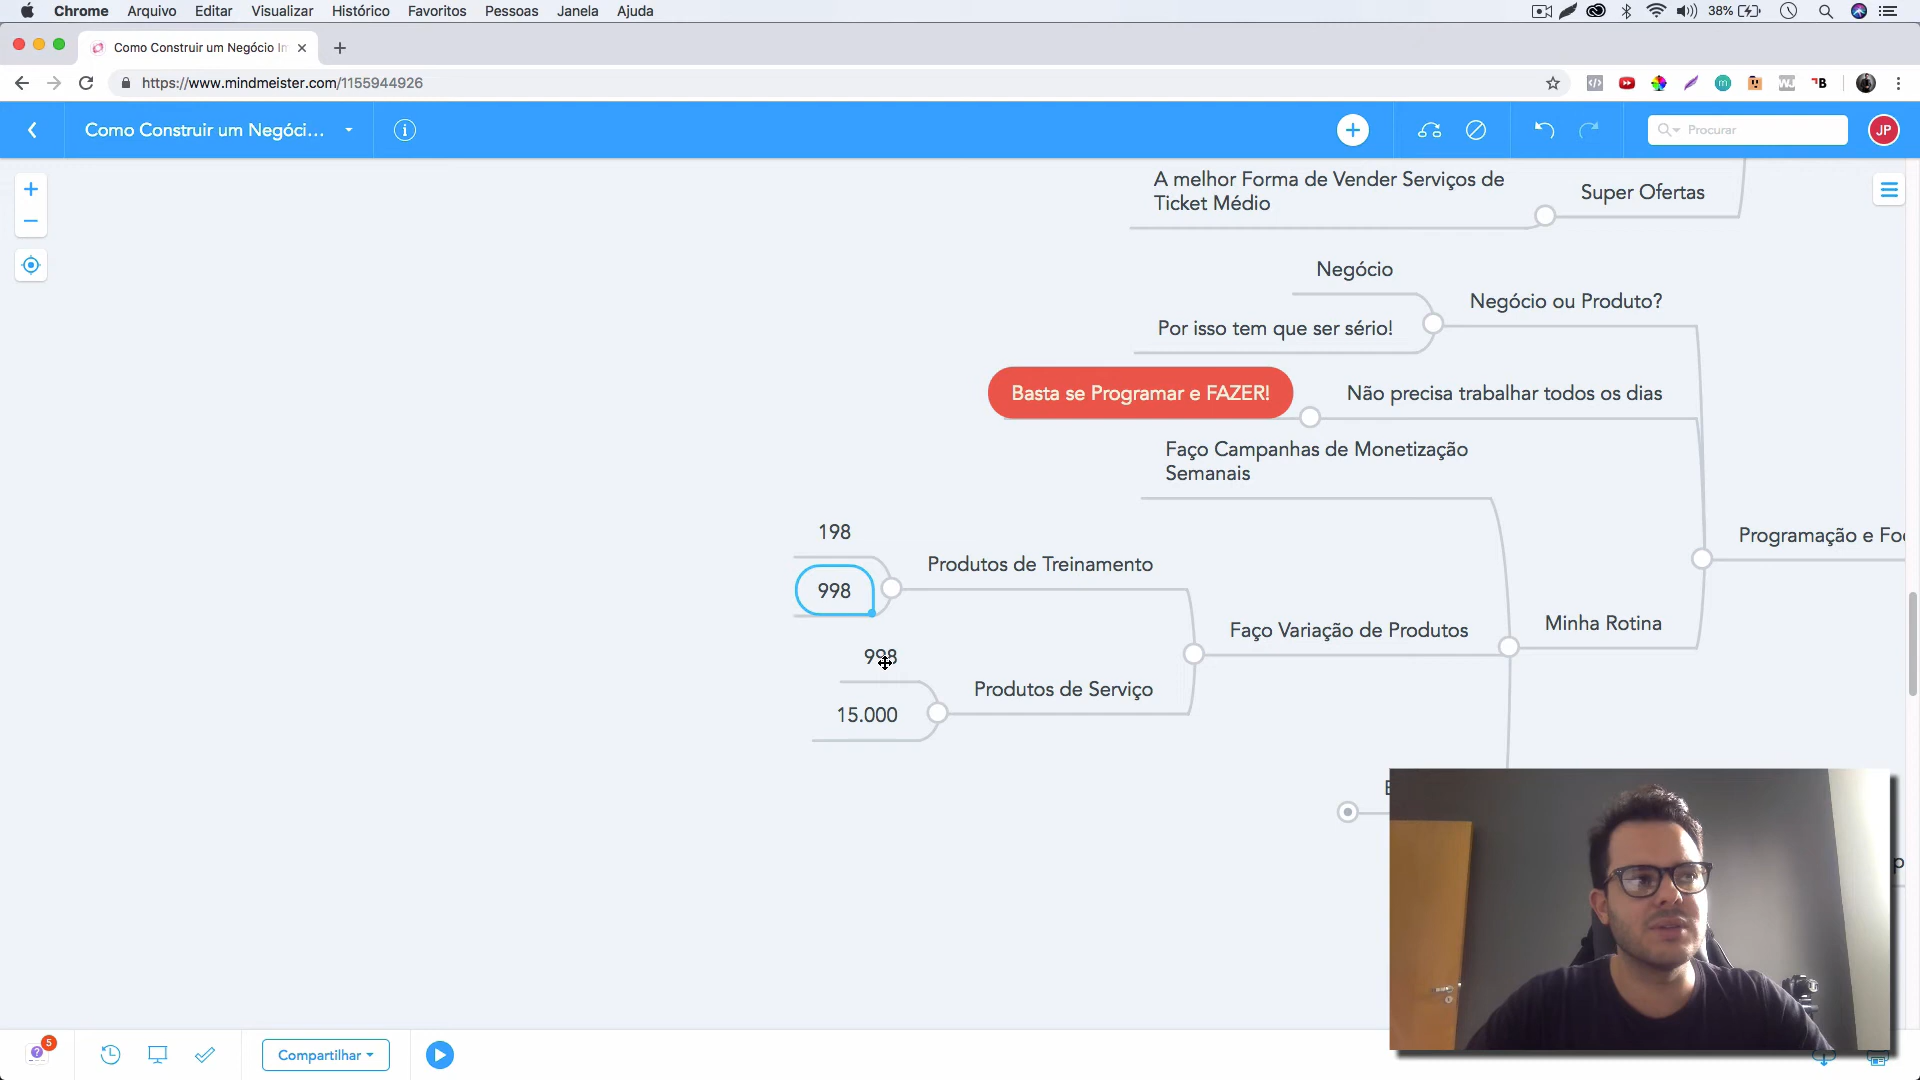 Chrome Arquivo Editar Visualizar Histórico Favoritos Pessoas Janela Ajuda 38%
Como Construir um Negócio
https://www.mindmeister.com/1155944926
Como Construir um Negóci...
Procurar
JP
A melhor Forma de Vender Serviços de
Ticket Médio
Super Ofertas
Negócio
Negócio ou Produto?
Por isso tem que ser sério!
Basta se Programar e FAZER!
Não precisa trabalhar todos os dias
Faço Campanhas de Monetização
Semanais
198
Programação e
Produtos de Treinamento
998
Minha Rotina
Faço Variação de Produtos
998
Produtos de Serviço
15.000
5
Compartilhar